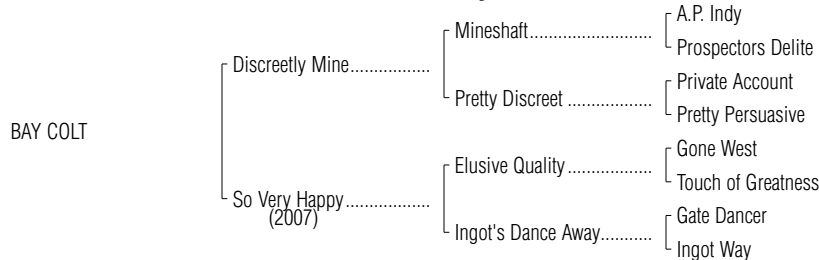 A.P. Indy
Mineshaft............................
Prospectors Delite
Discreetly Mine.................
Private Account
Pretty Discreet ...................
Pretty Persuasive
BAY COLT
Gone West
Elusive Quality ...................
Touch of Greatness
So Very Happy..................
(2007)
Gate Dancer
Ingot's Dance Away...........
Ingot Way